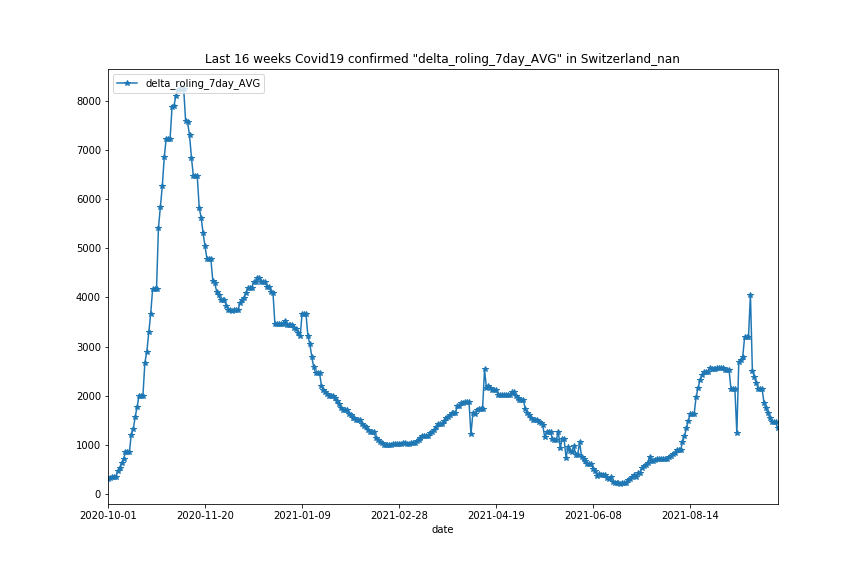 Last 16 weeks Covid19 confirmed "delta_roling_7day_AVG" in Switzerland_nan
delta_roling_7day_AVG
8000
7000
6000
5000
4000
3000
2000
1000
0
2020-10-01 2020-11-20 2021-01-09 2021-02-28 2021-04-19 2021-06-08 2021-08-14
date